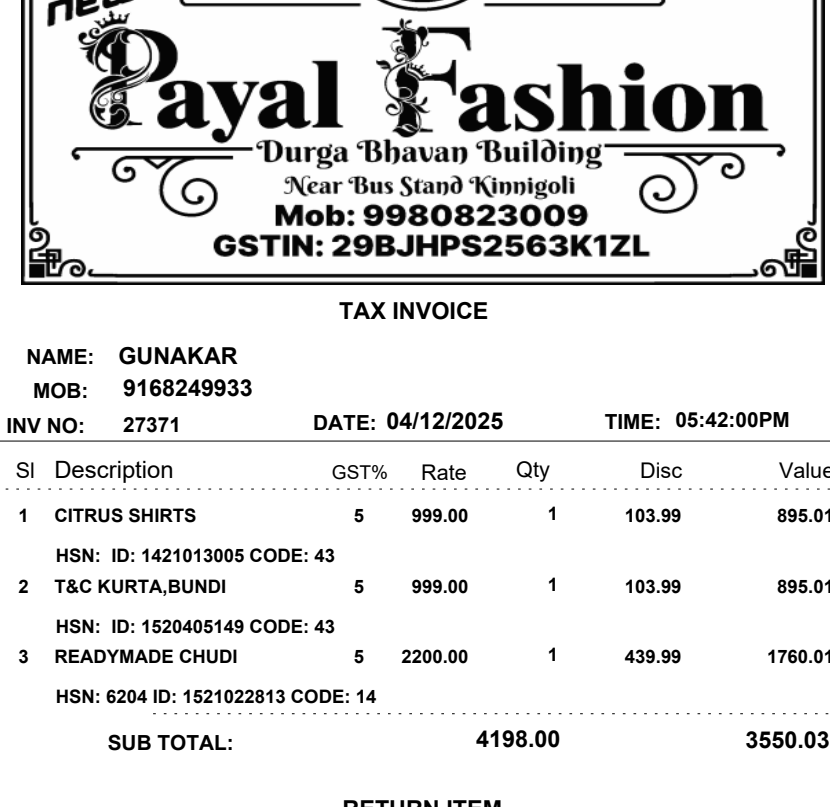 new
Payal Fashion
Durga Bhavan Building
Near Bus Stand Kinnigoli
Mob: 9980823009
GSTIN: 29BJHPS2563K1ZL
TAX INVOICE
NAME: GUNAKAR
MOB: 9168249933
INV NO: 27371 DATE: 04/12/2025 TIME: 05:42:00PM
Sl Description GST% Rate Qty Disc Value
1 CITRUS SHIRTS 5 999.00 1 103.99 895.01
HSN: ID: 1421013005 CODE: 43
2 T&C KURTA,BUNDI 5 999.00 1 103.99 895.01
HSN: ID: 1520405149 CODE: 43
3 READYMADE CHUDI 5 2200.00 1 439.99 1760.01
HSN: 6204 ID: 1521022813 CODE: 14
SUB TOTAL: 4198.00 3550.03
RETURN ITEM